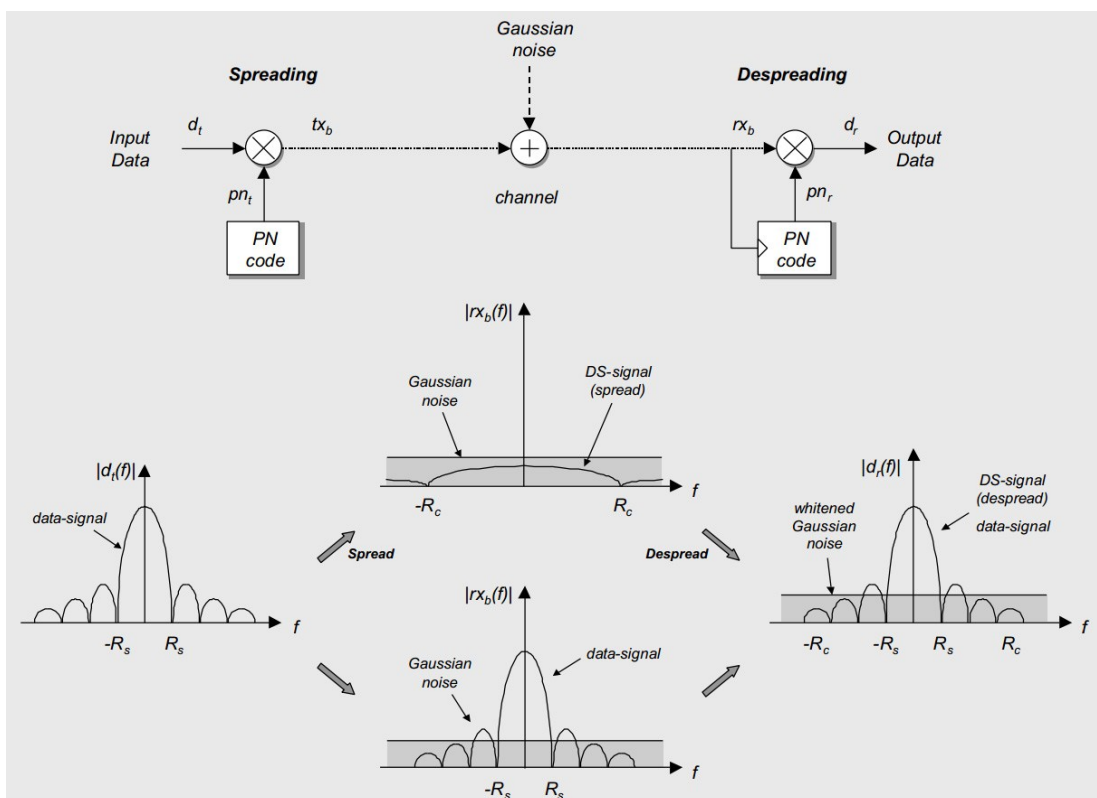 Gaussian
noise
Spreading
Despreading
Input
Data
d_t
tx_b
rx_b
d_r
Output
Data
pn_t
channel
pn_r
PN
code
PN
code
|rx_b(f)|
Gaussian
noise
DS-signal
(spread)
-R_c
R_c
f
|d_t(f)|
data-signal
-R_s
R_s
f
Spread
Despread
|d_r(f)|
DS-signal
(despread)
data-signal
whitened
Gaussian
noise
-R_c
-R_s
R_s
R_c
f
|rx_b(f)|
Gaussian
noise
data-signal
-R_s
R_s
f